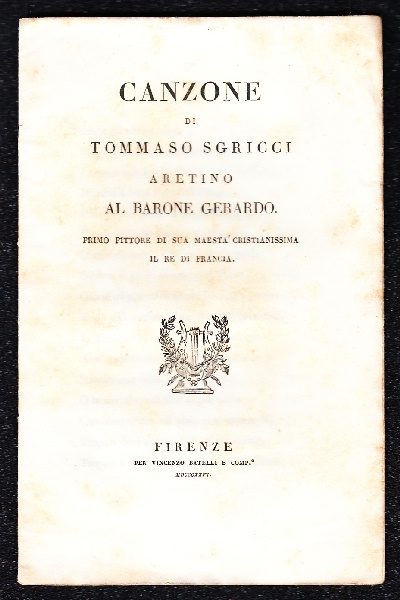 CANZONE
DI
TOMMASO SGRICCI
ARETINO
AL BARONE GERARDO.
PRIMO PITTORE DI SUA MAESTA' CRISTIANISSIMA
IL RE DI FRANCIA.
FIRENZE
PER VINCENZO BATELLI E COMP.º
MDCCCXXVI.